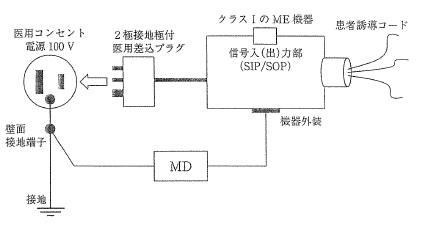 医用コンセント
電源 100 V
2極接地極付
医用差込プラグ
クラスⅠのME機器
信号入(出)力部
(SIP/SOP)
患者誘導コード
機器外装
壁面
接地端子
MD
接地